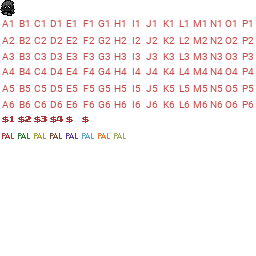 A1 B1 C1 D1 E1 F1 G1 H1 I1 J1 K1 L1 M1 N1 O1 P1
A2 B2 C2 D2 E2 F2 G2 H2 I2 J2 K2 L2 M2 N2 O2 P2
A3 B3 C3 D3 E3 F3 G3 H3 I3 J3 K3 L3 M3 N3 O3 P3
A4 B4 C4 D4 E4 F4 G4 H4 I4 J4 K4 L4 M4 N4 O4 P4
A5 B5 C5 D5 E5 F5 G5 H5 I5 J5 K5 L5 M5 N5 O5 P5
A6 B6 C6 D6 E6 F6 G6 H6 I6 J6 K6 L6 M6 N6 O6 P6
$1 $2 $3 $4 $ $
PAL PAL PAL PAL PAL PAL PAL PAL